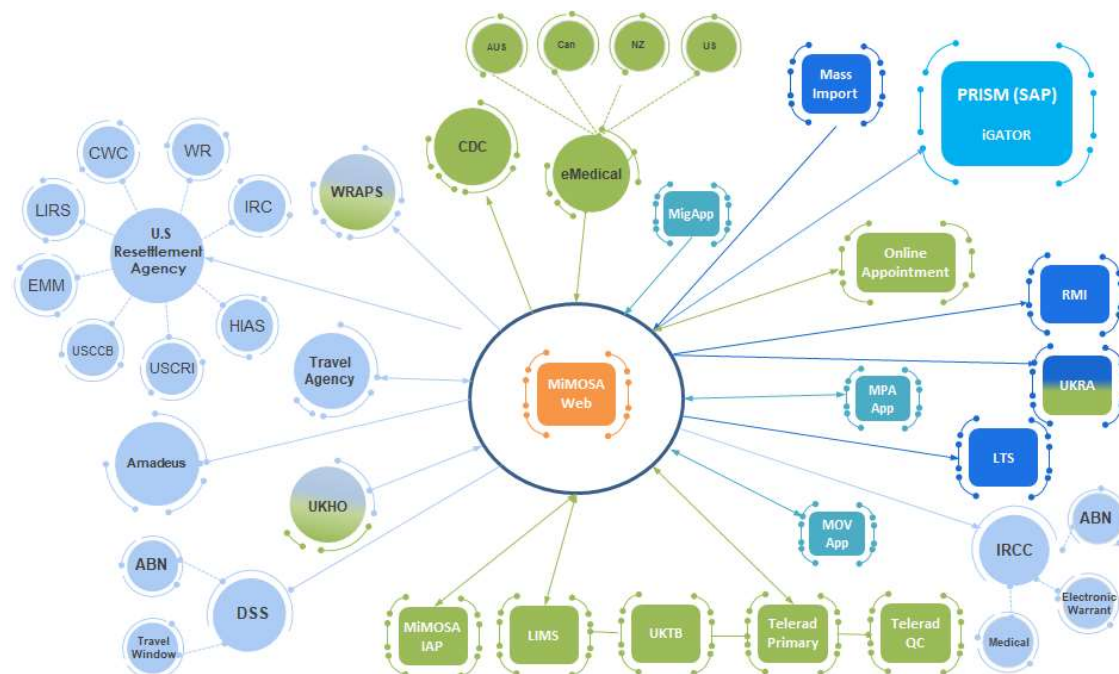 AUS
Can
NZ
US
Mass
Import
PRISM (SAP)
iGATOR
CWC
WR
CDC
eMedical
WRAPS
LIRS
IRC
MigApp
U.S
Resettlement
Agency
Online
Appointment
EMM
RMI
HIAS
USCCB
USCRI
Travel
Agency
MiMOSA
Web
MPA
App
UKRA
Amadeus
LTS
UKHO
MOV
App
ABN
IRCC
ABN
DSS
Electronic
Warrant
Travel
Window
MiMOSA
IAP
LIMS
UKTB
Telerad
Primary
Telerad
QC
Medical